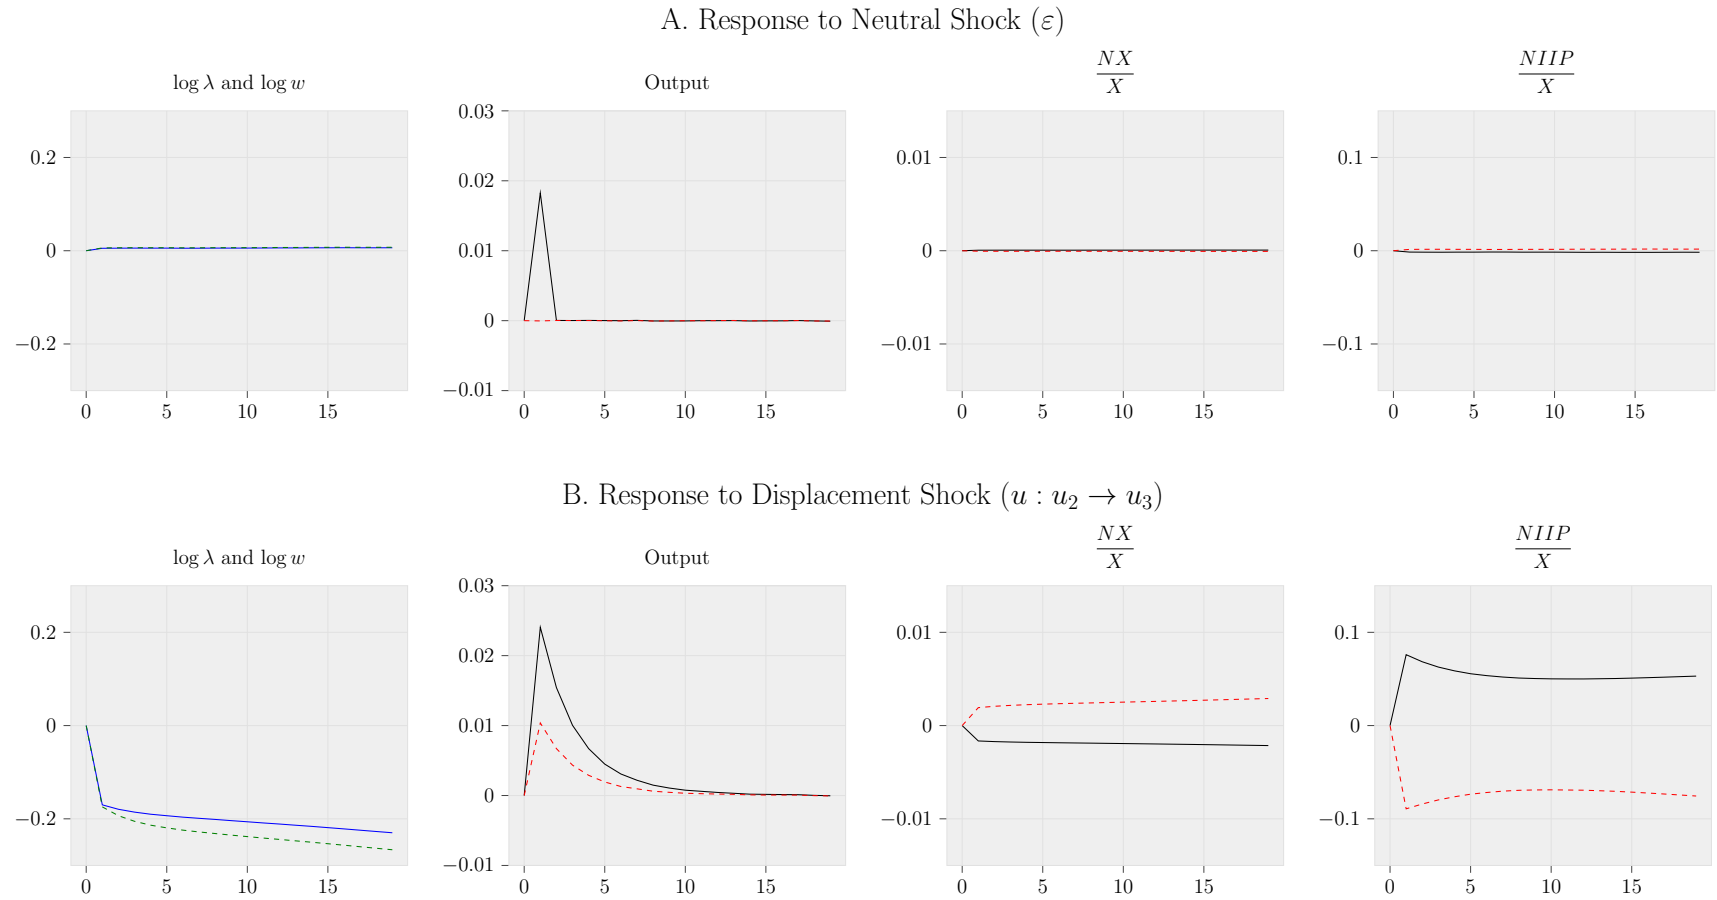 A. Response to Neutral Shock (ε)
log λ and log w
Output
NX
X
NIIP
X
0.2
0
−0.2
0 5 10 15
0.03
0.02
0.01
0
−0.01
0 5 10 15
0.01
0
−0.01
0 5 10 15
0.1
0
−0.1
0 5 10 15
B. Response to Displacement Shock (u : u₂ → u₃)
log λ and log w
Output
NX
X
NIIP
X
0.2
0
−0.2
0 5 10 15
0.03
0.02
0.01
0
−0.01
0 5 10 15
0.01
0
−0.01
0 5 10 15
0.1
0
−0.1
0 5 10 15